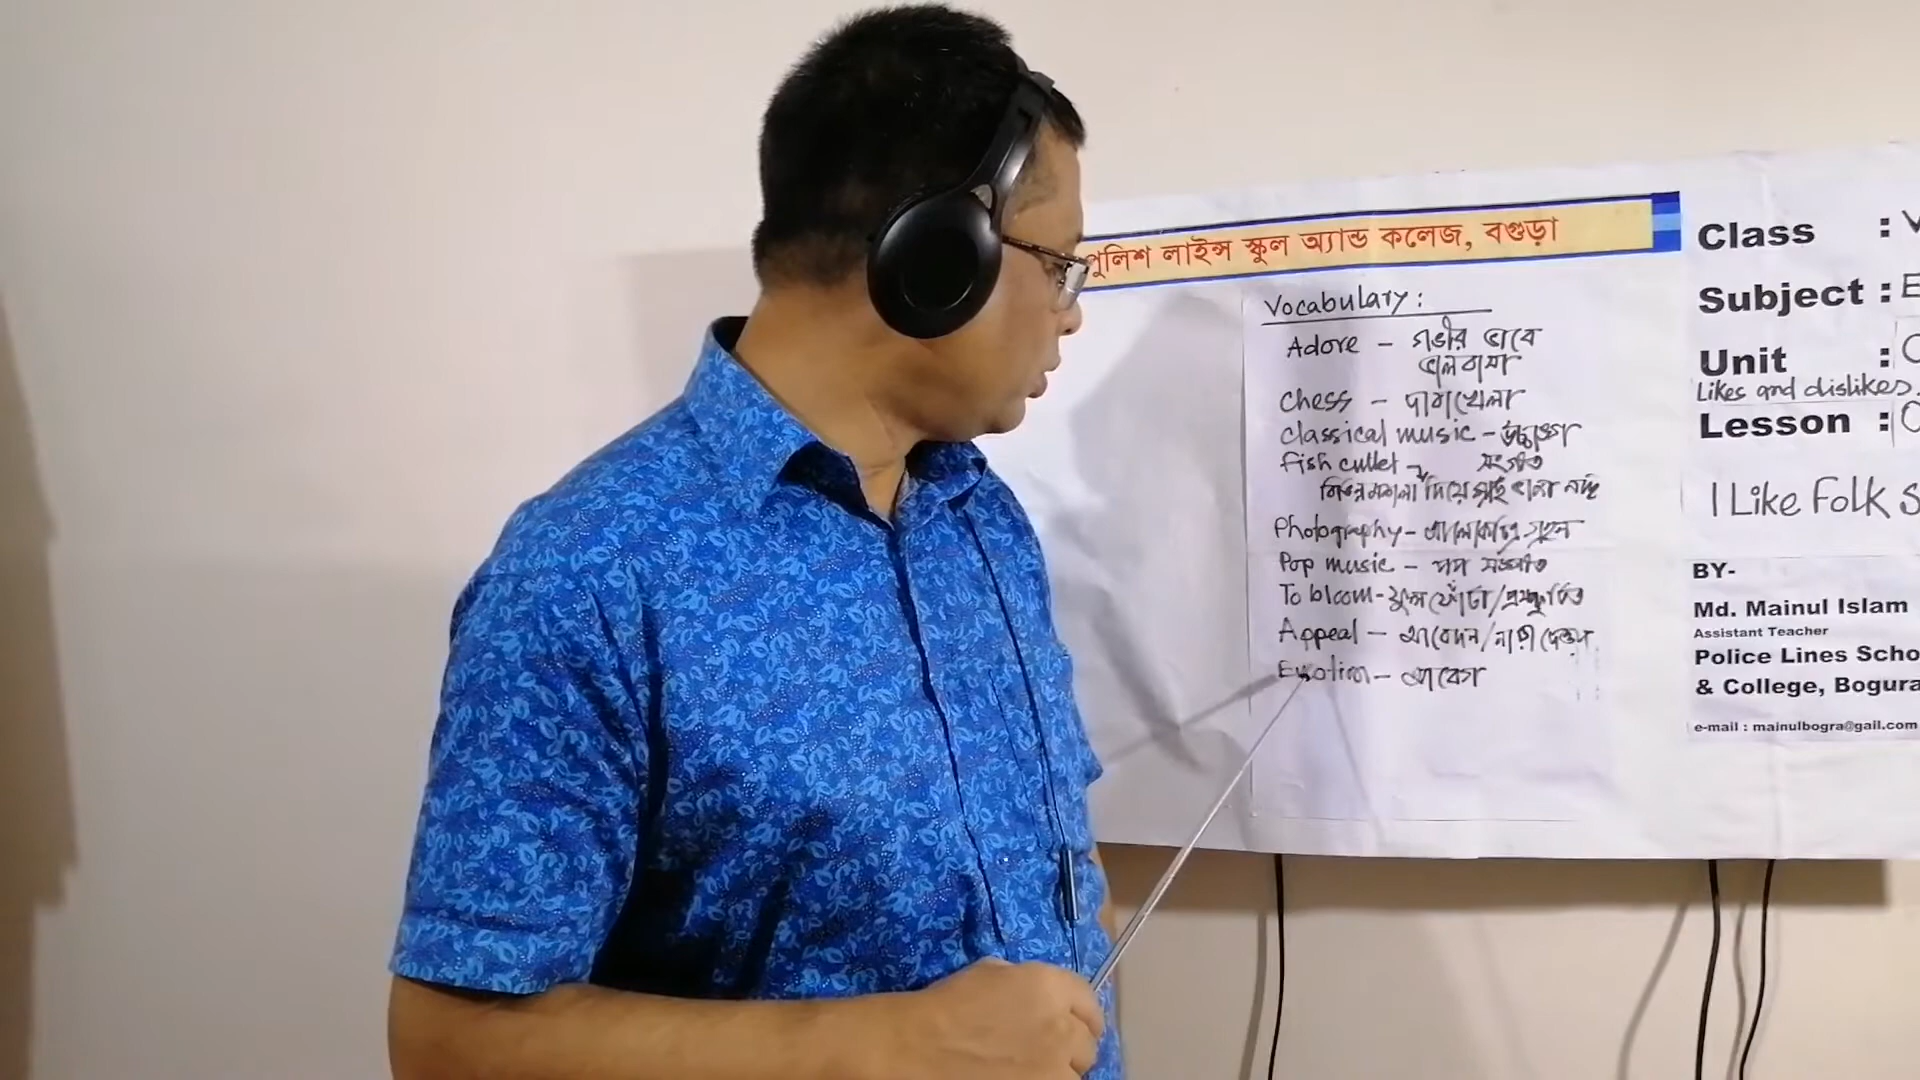 পুলিশ লাইন্স স্কুল অ্যান্ড কলেজ, বগুড়া
Vocabulary:
Adore - গভীর ভাবে
ভালবাসা
Chess - দাবাখেলা
Classical music - উচ্চাঙ্গ
সংগীত
Fish cutlet
দিয়ে
Photography - আলোকচিত্র গ্রহন
Pop music - পপ সঙ্গীত
To bloom - ফুল ফোঁটা/প্রস্ফুটিত
Appeal - আবেদন/নাড়া দেওয়া
Emotion - আবেগ
Class :
Subject : E
Unit :
Likes and dislikes
Lesson :
I Like Folk S
BY-
Md. Mainul Islam
Assistant Teacher
Police Lines Scho
& College, Bogura
e-mail : mainulbogra@gail.com